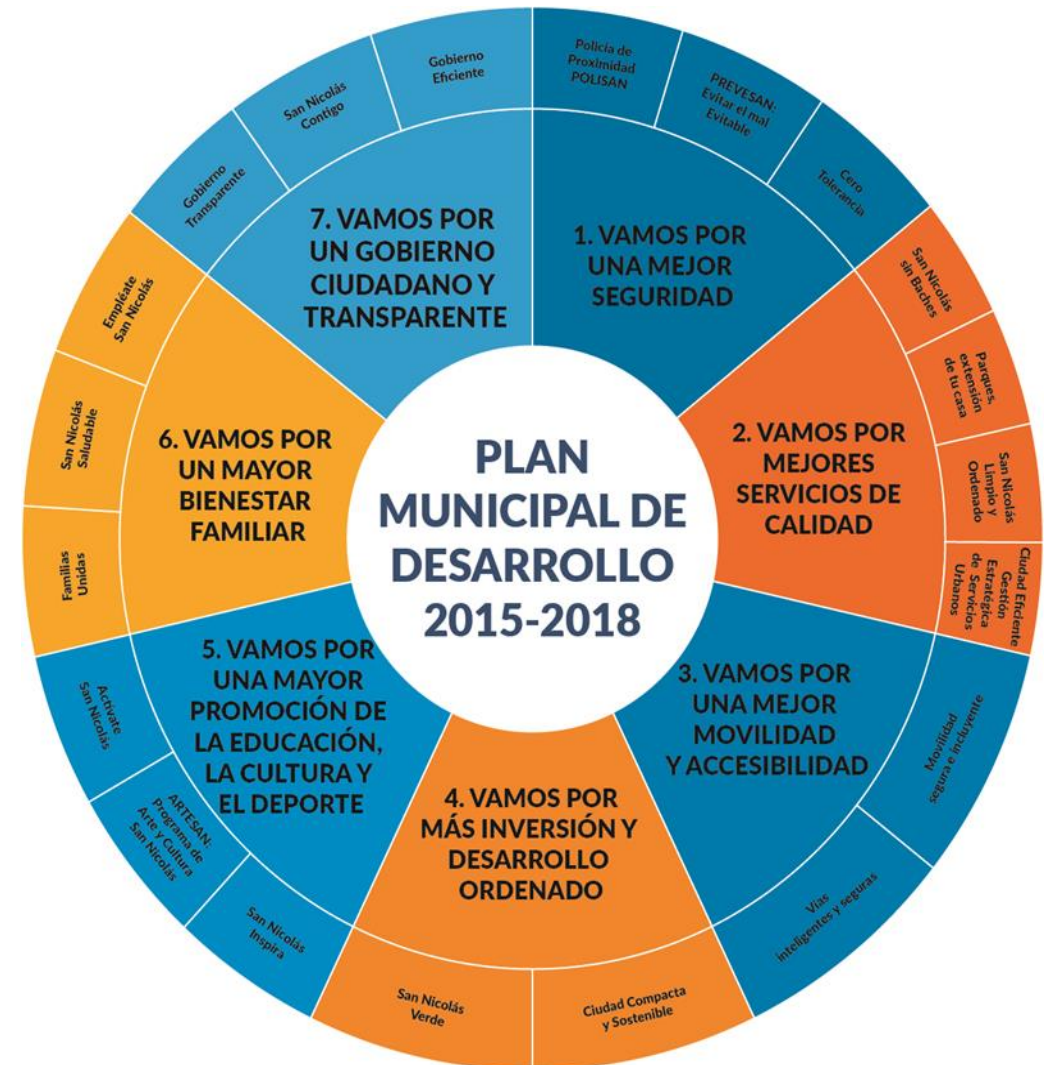 PLAN
MUNICIPAL DE
DESARROLLO
2015-2018
1. VAMOS POR
UNA MEJOR
SEGURIDAD
Policía de
Proximidad
POLISAN
PREVESAN:
Evitar el mal
Evitable
Cero
Tolerancia
2. VAMOS POR
MEJORES
SERVICIOS DE
CALIDAD
San Nicolás
sin Baches
Parques,
extensión
de tu casa
San Nicolás
Limpio y
Ordenado
Ciudad Eficiente
Gestión
Estratégica
de Servicios
Urbanos
3. VAMOS POR
UNA MEJOR
MOVILIDAD
Y ACCESIBILIDAD
Movilidad
segura e incluyente
Vías
inteligentes y seguras
4. VAMOS POR
MÁS INVERSIÓN Y
DESARROLLO
ORDENADO
Ciudad Compacta
y Sostenible
San Nicolás
Verde
5. VAMOS POR
UNA MAYOR
PROMOCIÓN DE
LA EDUCACIÓN,
LA CULTURA Y
EL DEPORTE
San Nicolás
Inspira
ARTESAN:
Programa de
Arte y Cultura
San Nicolás
Actívate
San Nicolás
6. VAMOS POR
UN MAYOR
BIENESTAR
FAMILIAR
Familias
Unidas
San Nicolás
Saludable
Empléate
San Nicolás
7. VAMOS POR
UN GOBIERNO
CIUDADANO Y
TRANSPARENTE
Gobierno
Transparente
San Nicolás
Contigo
Gobierno
Eficiente